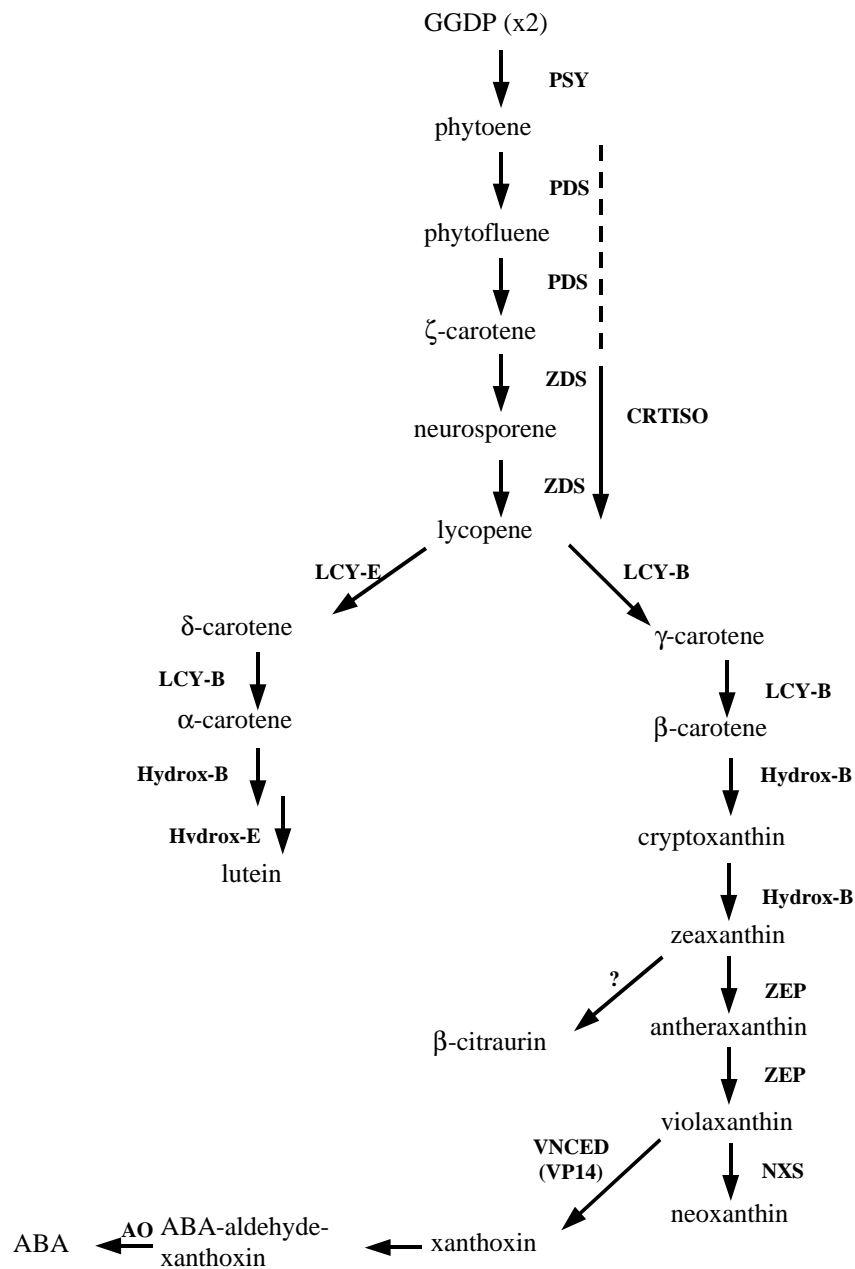 GGDP (x2)
PSY
phytoene
PDS
phytofluene
PDS
ζ-carotene
ZDS
neurosporene
CRTISO
ZDS
lycopene
LCY-E
LCY-B
δ-carotene
γ-carotene
LCY-B
LCY-B
α-carotene
β-carotene
Hydrox-B
Hydrox-B
Hydrox-E
cryptoxanthin
lutein
Hydrox-B
zeaxanthin
?
ZEP
β-citraurin
antheraxanthin
ZEP
violaxanthin
VNCED
(VP14)
NXS
neoxanthin
ABA
AO
ABA-aldehyde-
xanthoxin
xanthoxin